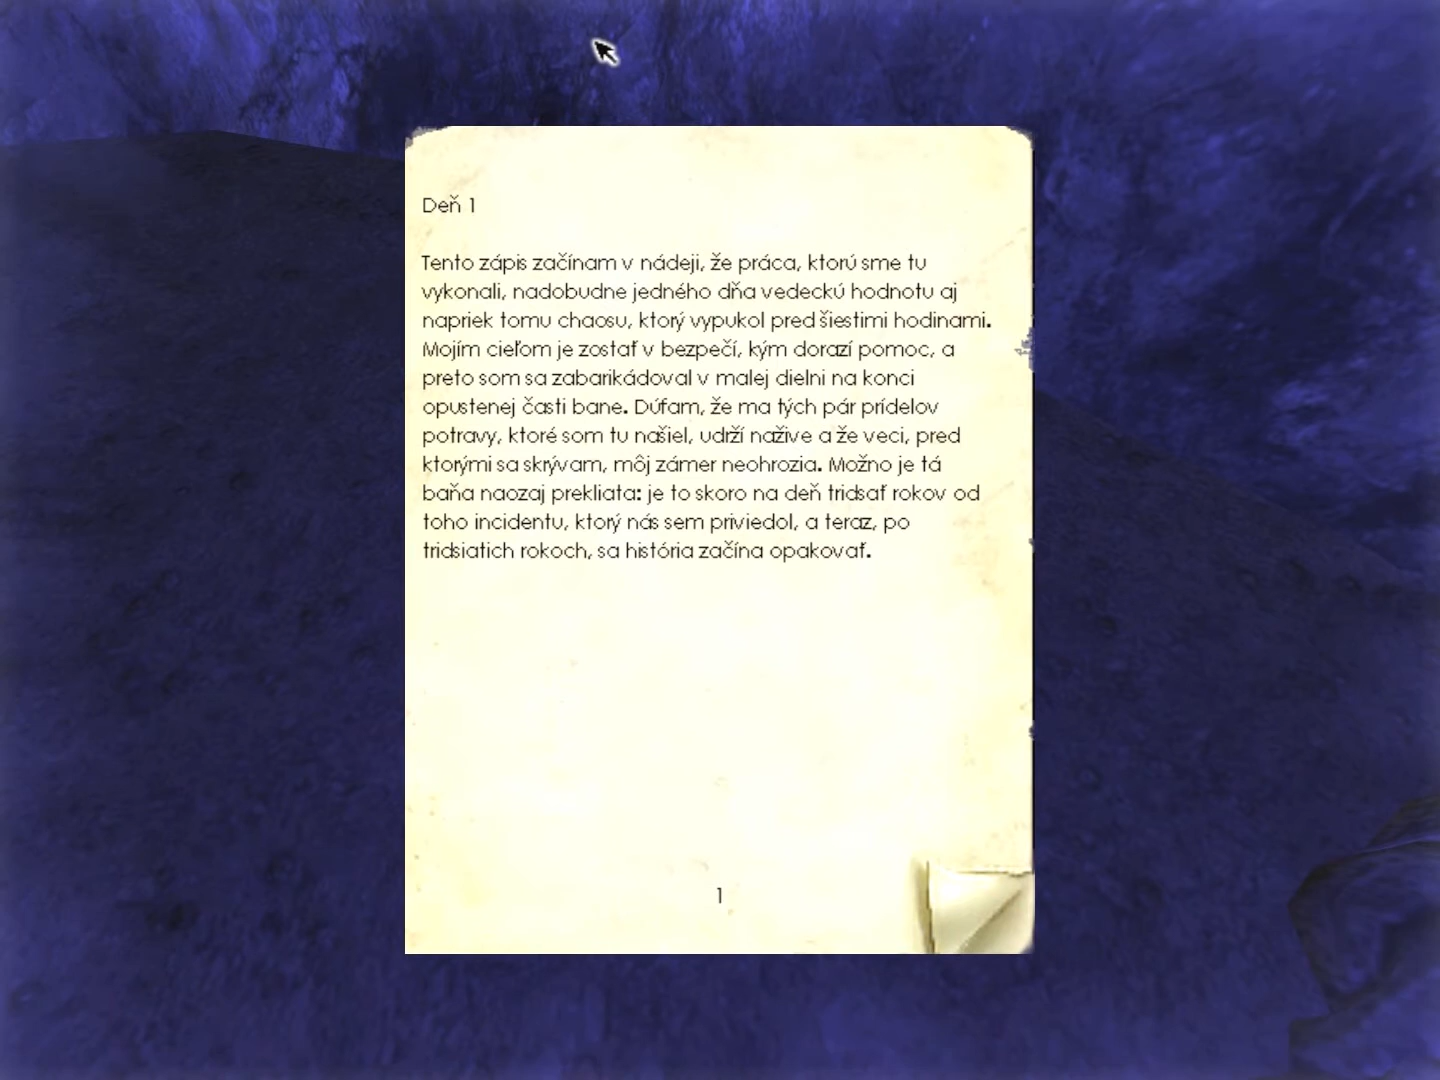 Deň 1
Tento zápis začínam v nádeji, že práca, ktorú sme tu
vykonali, nadobudne jedného dňa vedeckú hodnotu aj
napriek tomu chaosu, ktorý vypukol pred šiestimi hodinami.
Mojím cieľom je zostať v bezpečí, kým dorazí pomoc, a
preto som sa zabarikádoval v malej dielni na konci
opustenej časti bane. Dúfam, že ma tých pár prídelov
potravy, ktoré som tu našiel, udrží nažive a že veci, pred
ktorými sa skrývam, môj zámer neohrozia. Možno je tá
baňa naozaj prekliata: je to skoro na deň tridsať rokov od
toho incidentu, ktorý nás sem priviedol, a teraz, po
tridsiatich rokoch, sa história začína opakovať.
1